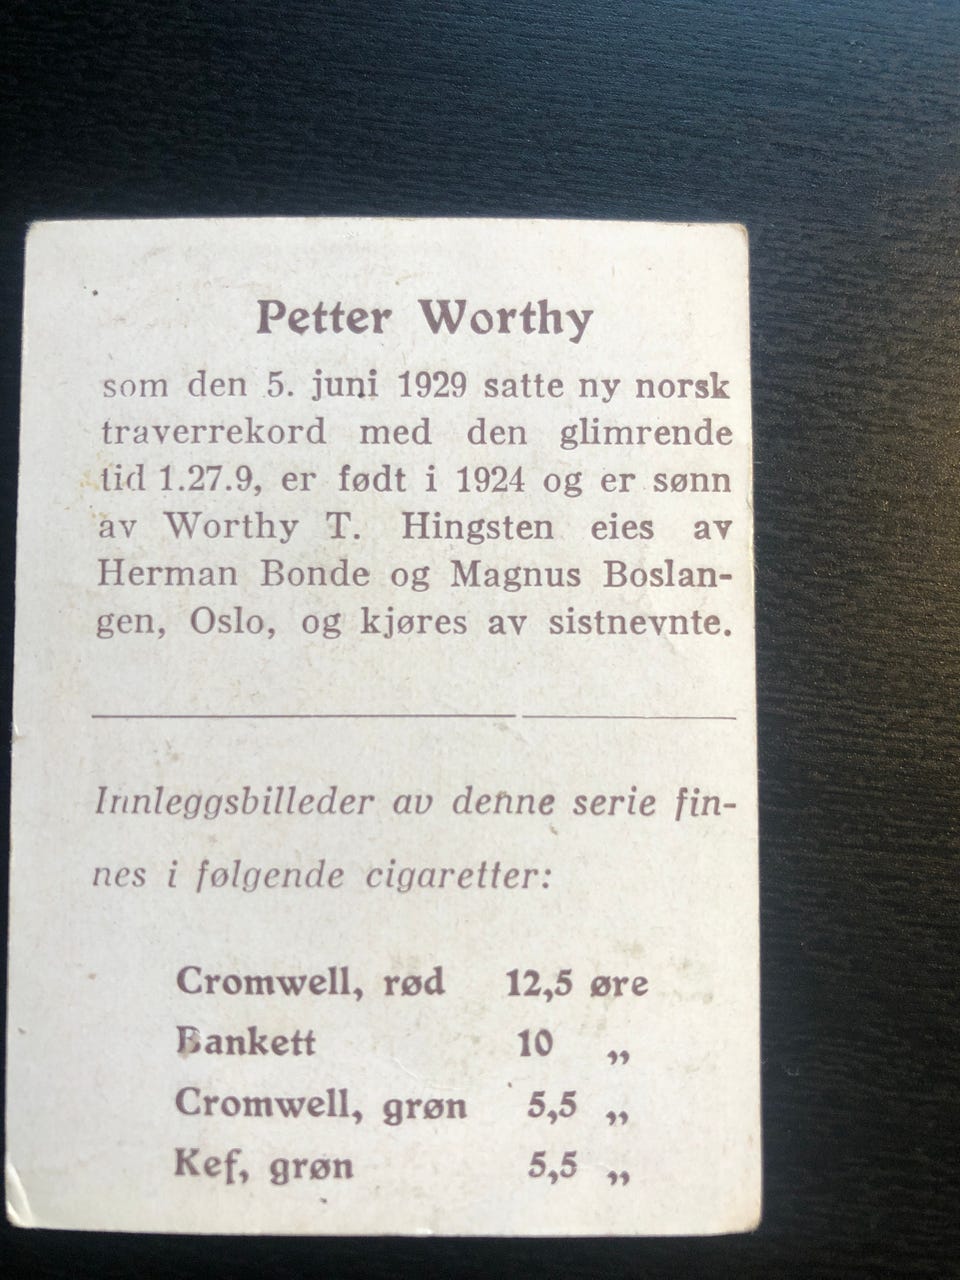 Petter Worthy
som den 5. juni 1929 satte ny norsk
traverrekord med den glimrende
tid 1.27.9, er født i 1924 og er sønn
av Worthy T. Hingsten eies av
Herman Bonde og Magnus Boslan-
gen, Oslo, og kjøres av sistnevnte.
Innleggsbilleder av denne serie fin-
nes i følgende cigaretter:
Cromwell, rød 12,5 øre
Bankett 10 „
Cromwell, grøn 5,5 „
Kef, grøn 5,5 „